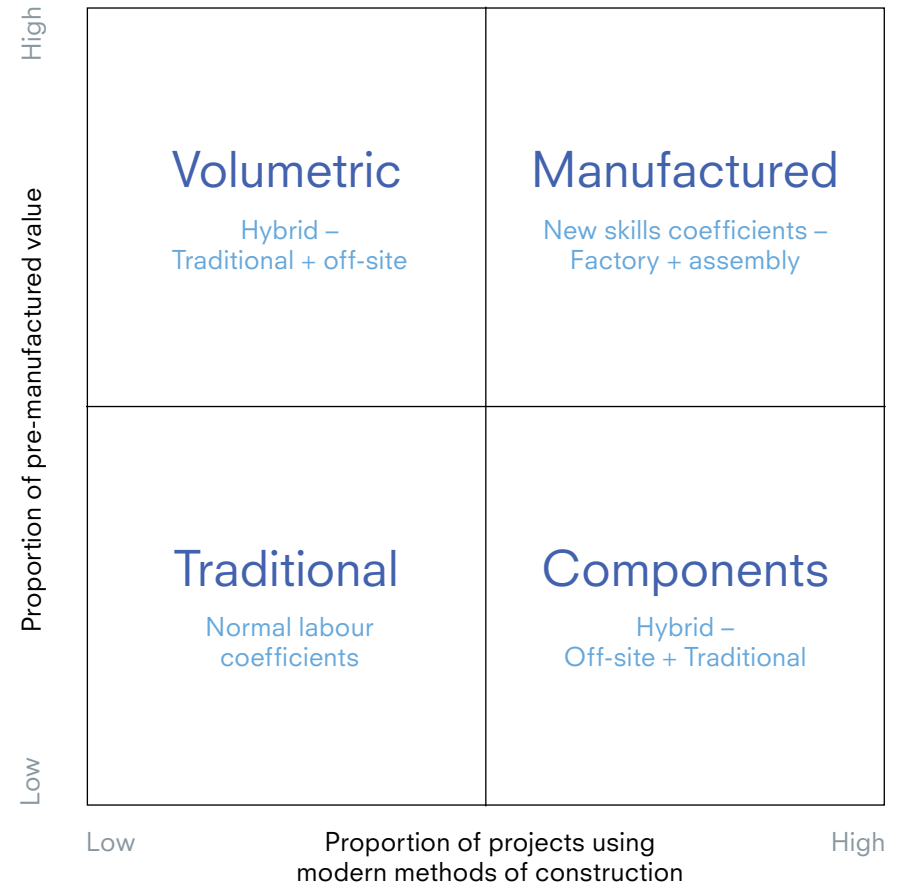 High
Proportion of pre-manufactured value
Low
Volumetric
Hybrid –
Traditional + off-site
Manufactured
New skills coefficients –
Factory + assembly
Traditional
Normal labour
coefficients
Components
Hybrid –
Off-site + Traditional
Low
Proportion of projects using
modern methods of construction
High